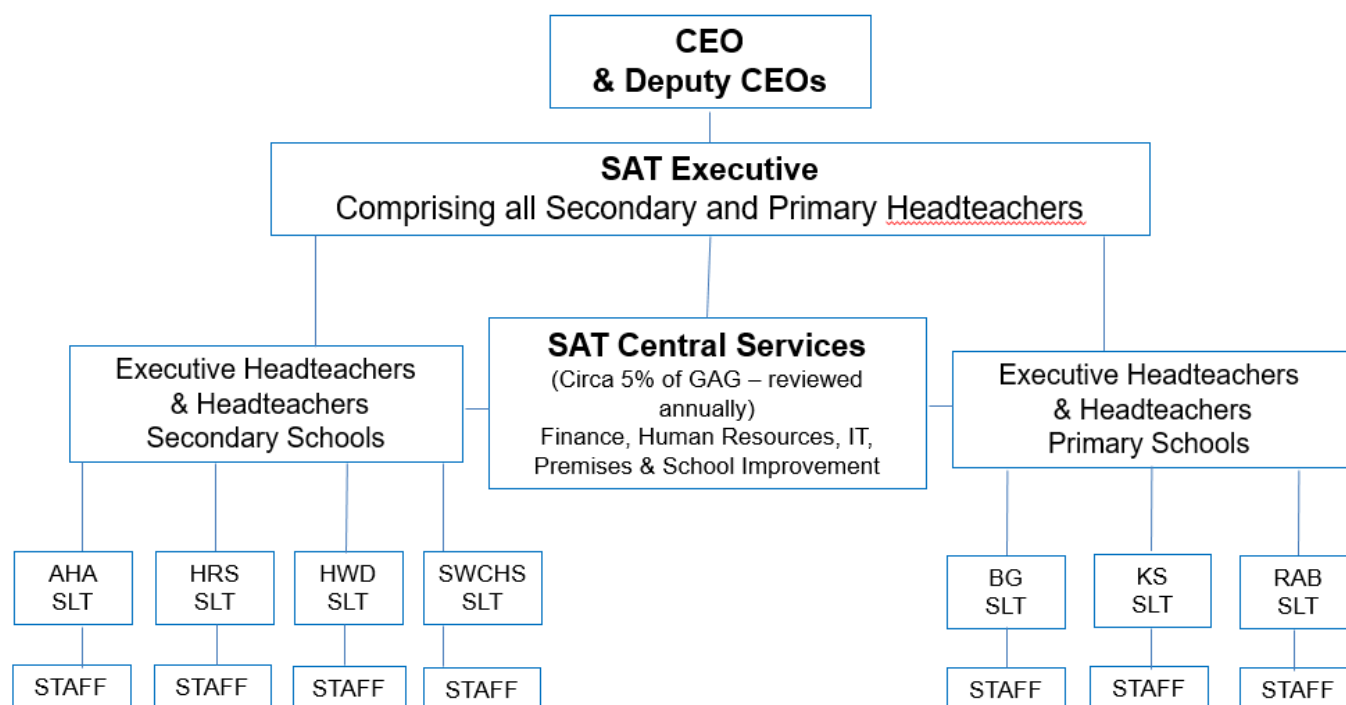 CEO
& Deputy CEOs
SAT Executive
Comprising all Secondary and Primary Headteachers
Executive Headteachers
& Headteachers
Secondary Schools
SAT Central Services
(Circa 5% of GAG – reviewed
annually)
Finance, Human Resources, IT,
Premises & School Improvement
Executive Headteachers
& Headteachers
Primary Schools
AHA
SLT
HRS
SLT
HWD
SLT
SWCHS
SLT
BG
SLT
KS
SLT
RAB
SLT
STAFF
STAFF
STAFF
STAFF
STAFF
STAFF
STAFF